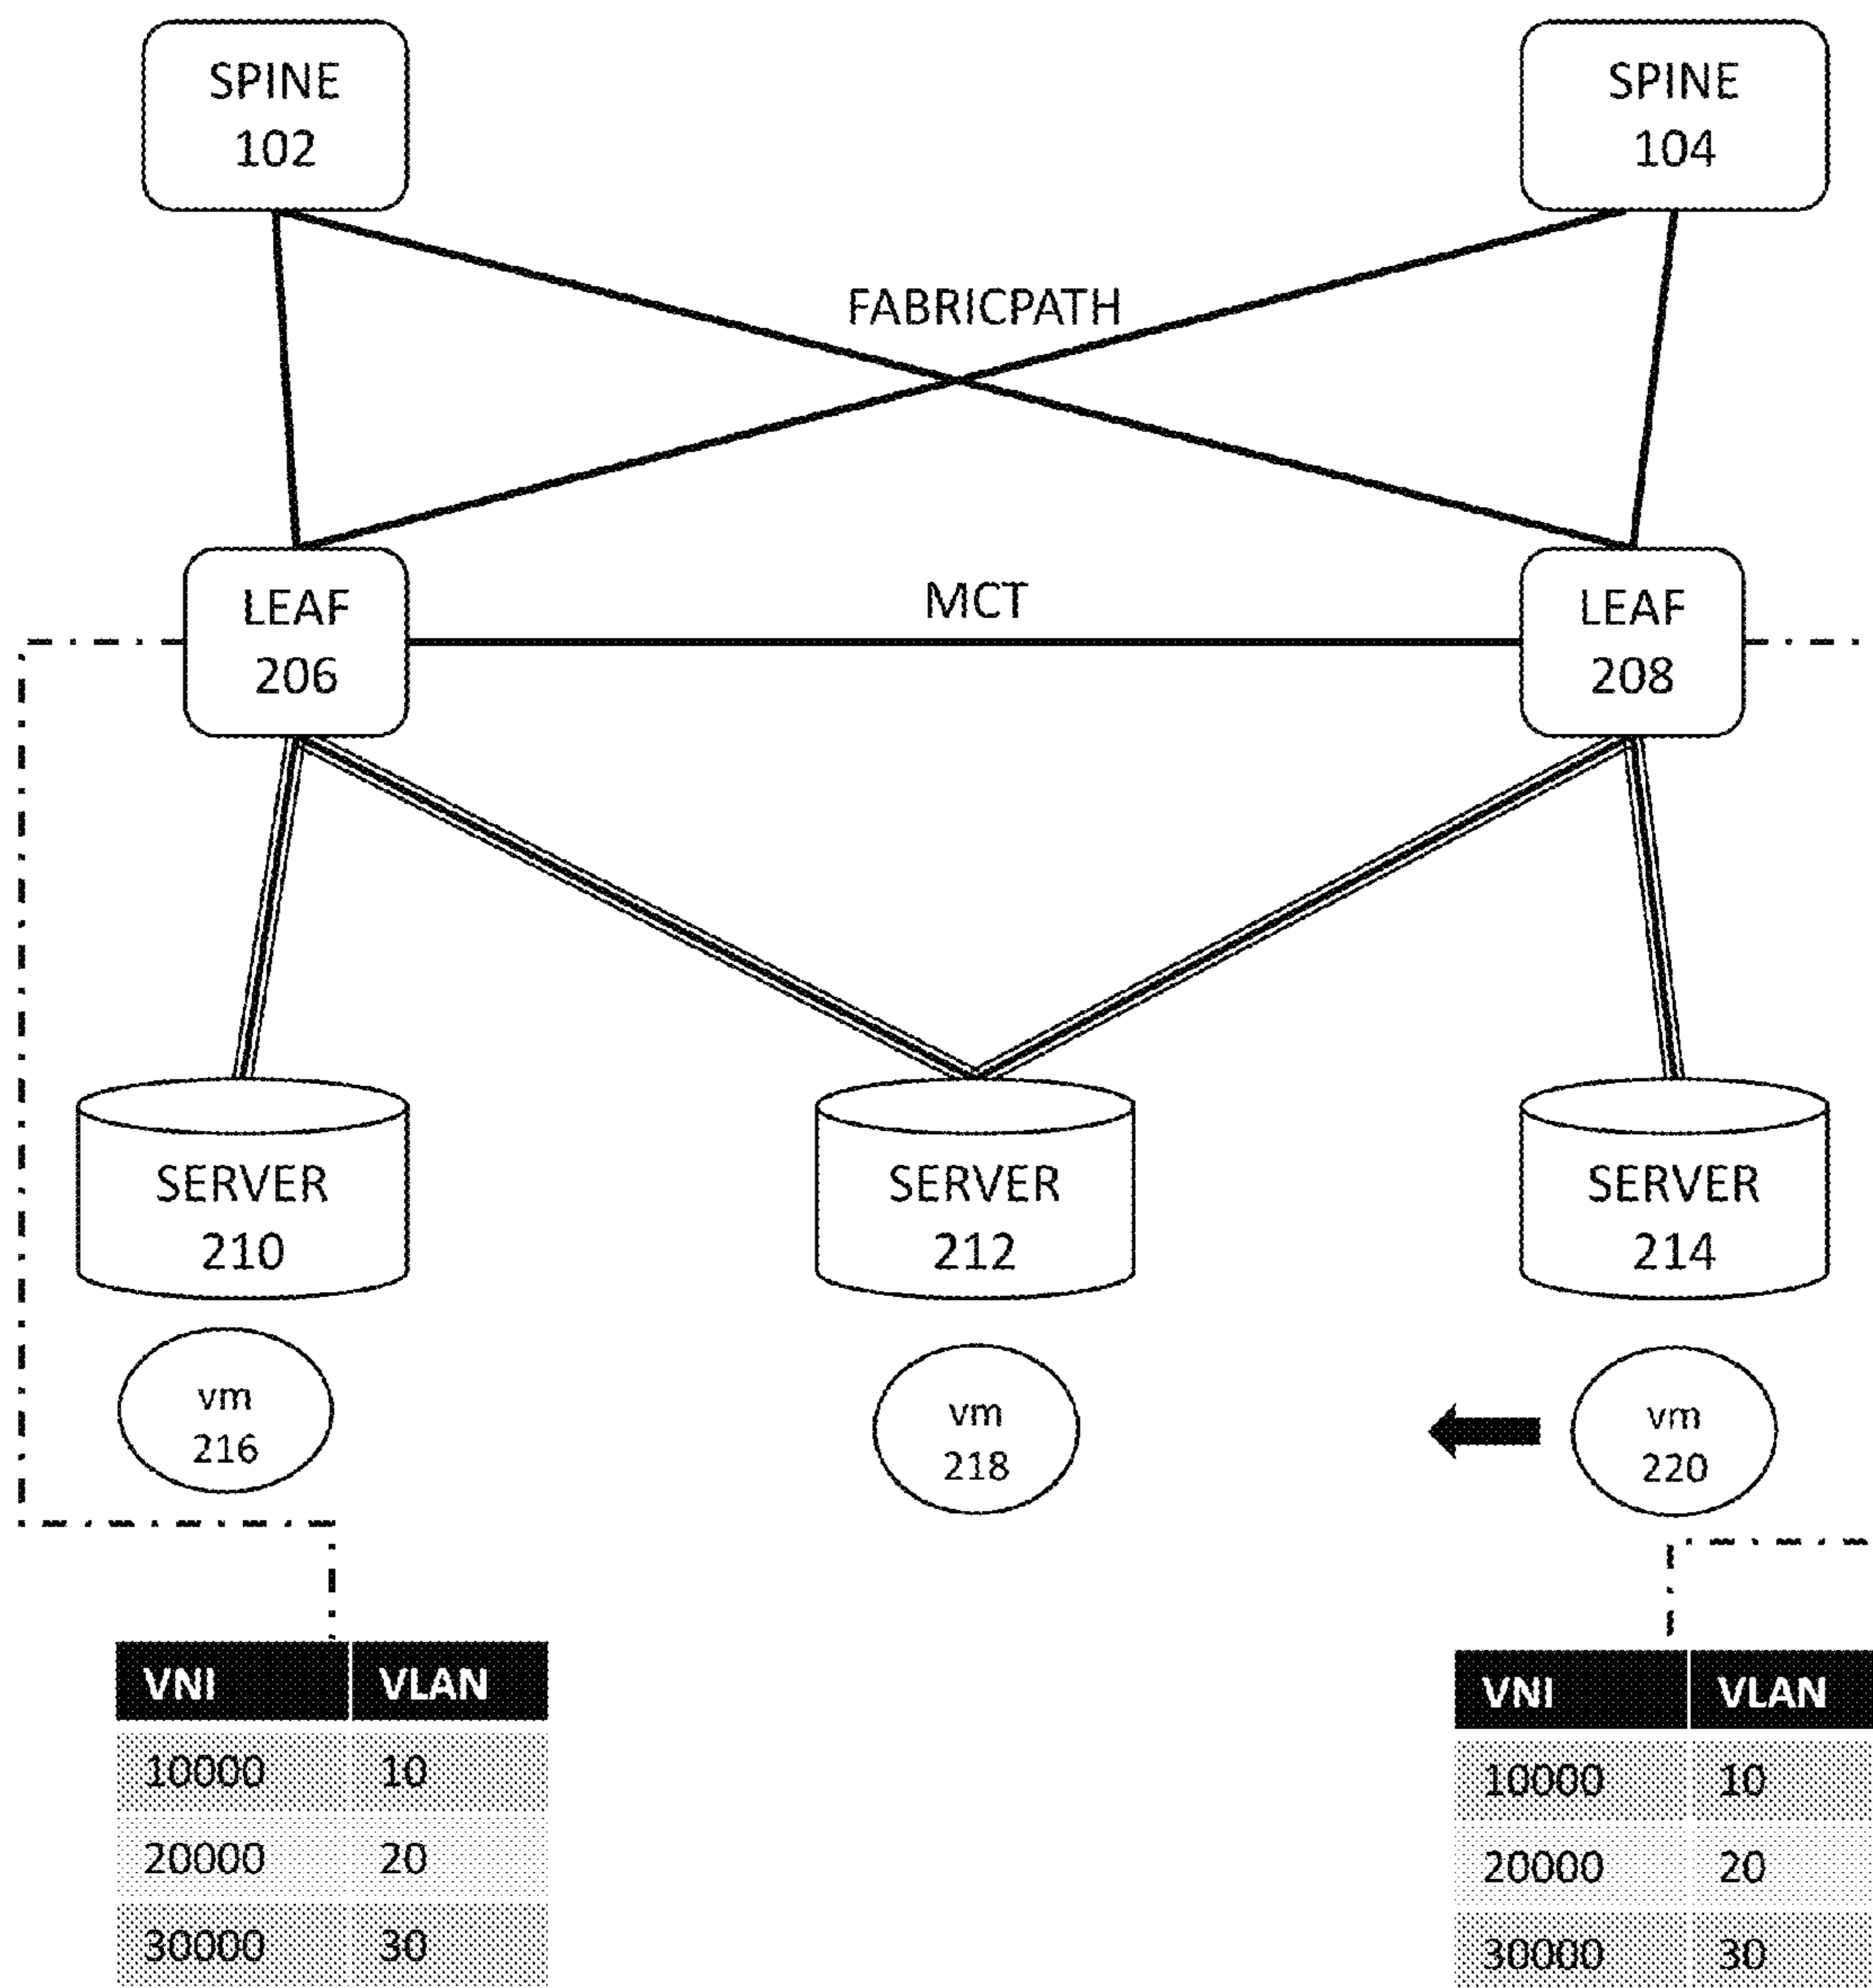 SPINE
102
SPINE
104
FABRICPATH
LEAF
206
MCT
LEAF
208
SERVER
210
SERVER
212
SERVER
214
vm
216
vm
218
vm
220
VNI VLAN
10000 10
20000 20
30000 30
VNI VLAN
10000 10
20000 20
30000 30